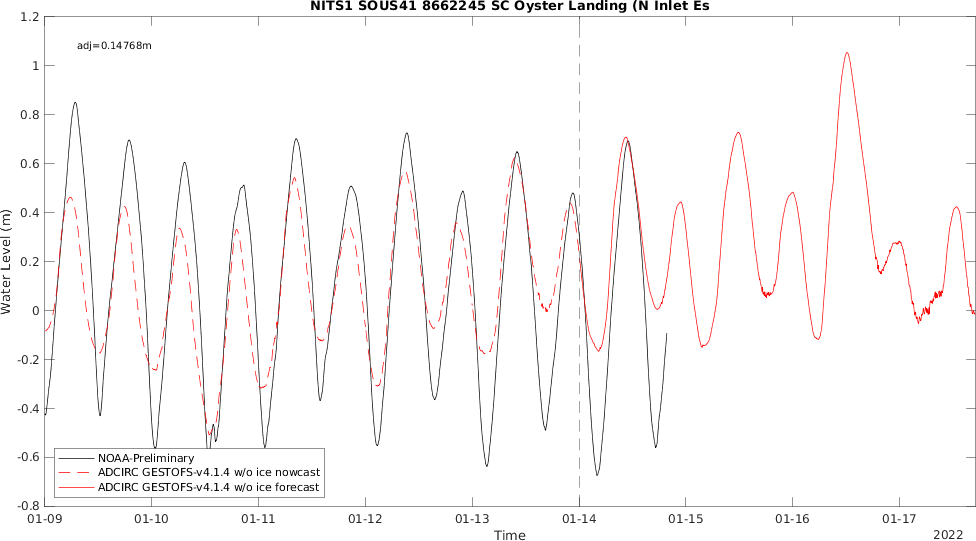 NITS1 SOUS41 8662245 SC Oyster Landing (N Inlet Es
adj=0.14768m
1.2
1
0.8
0.6
0.4
0.2
0
-0.2
-0.4
-0.6
-0.8
Water Level (m)
NOAA-Preliminary
ADCIRC GESTOFS-v4.1.4 w/o ice nowcast
ADCIRC GESTOFS-v4.1.4 w/o ice forecast
01-09 01-10 01-11 01-12 01-13 01-14 01-15 01-16 01-17
Time
2022